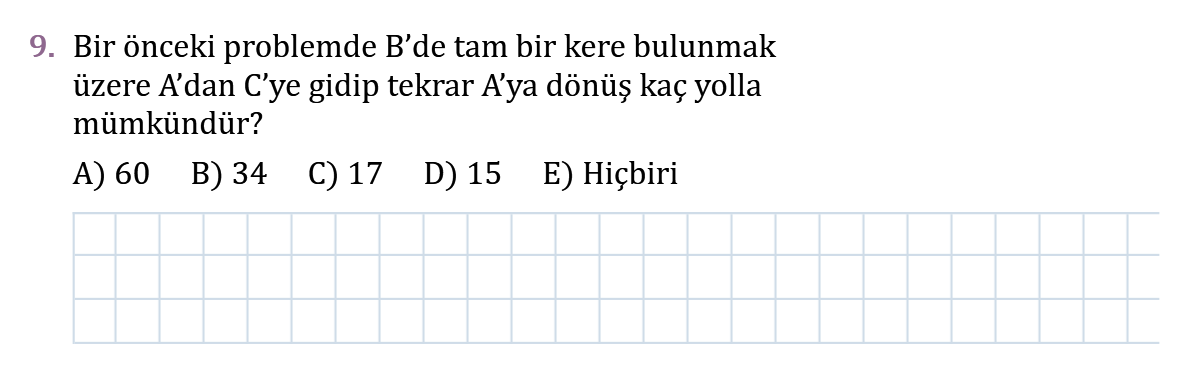 9. Bir önceki problemde B’de tam bir kere bulunmak
üzere A’dan C’ye gidip tekrar A’ya dönüş kaç yolla
mümkündür?
A) 60 B) 34 C) 17 D) 15 E) Hiçbiri